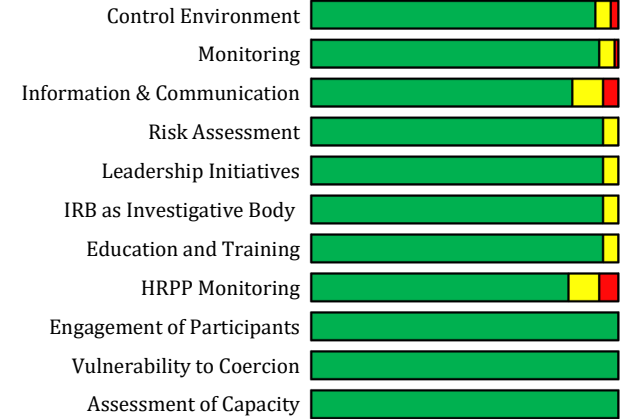 Control Environment
Monitoring
Information & Communication
Risk Assessment
Leadership Initiatives
IRB as Investigative Body
Education and Training
HRPP Monitoring
Engagement of Participants
Vulnerability to Coercion
Assessment of Capacity